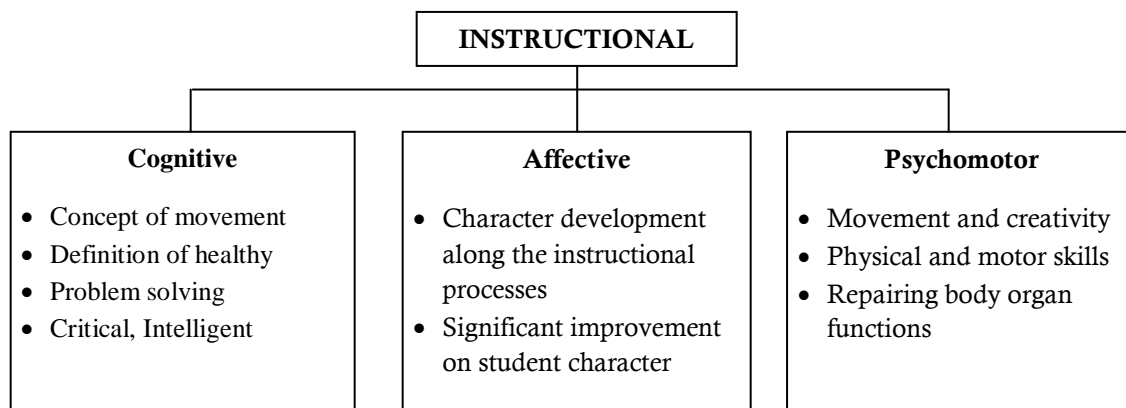 INSTRUCTIONAL
Cognitive
• Concept of movement
• Definition of healthy
• Problem solving
• Critical, Intelligent
Affective
• Character development
along the instructional
processes
• Significant improvement
on student character
Psychomotor
• Movement and creativity
• Physical and motor skills
• Repairing body organ
functions